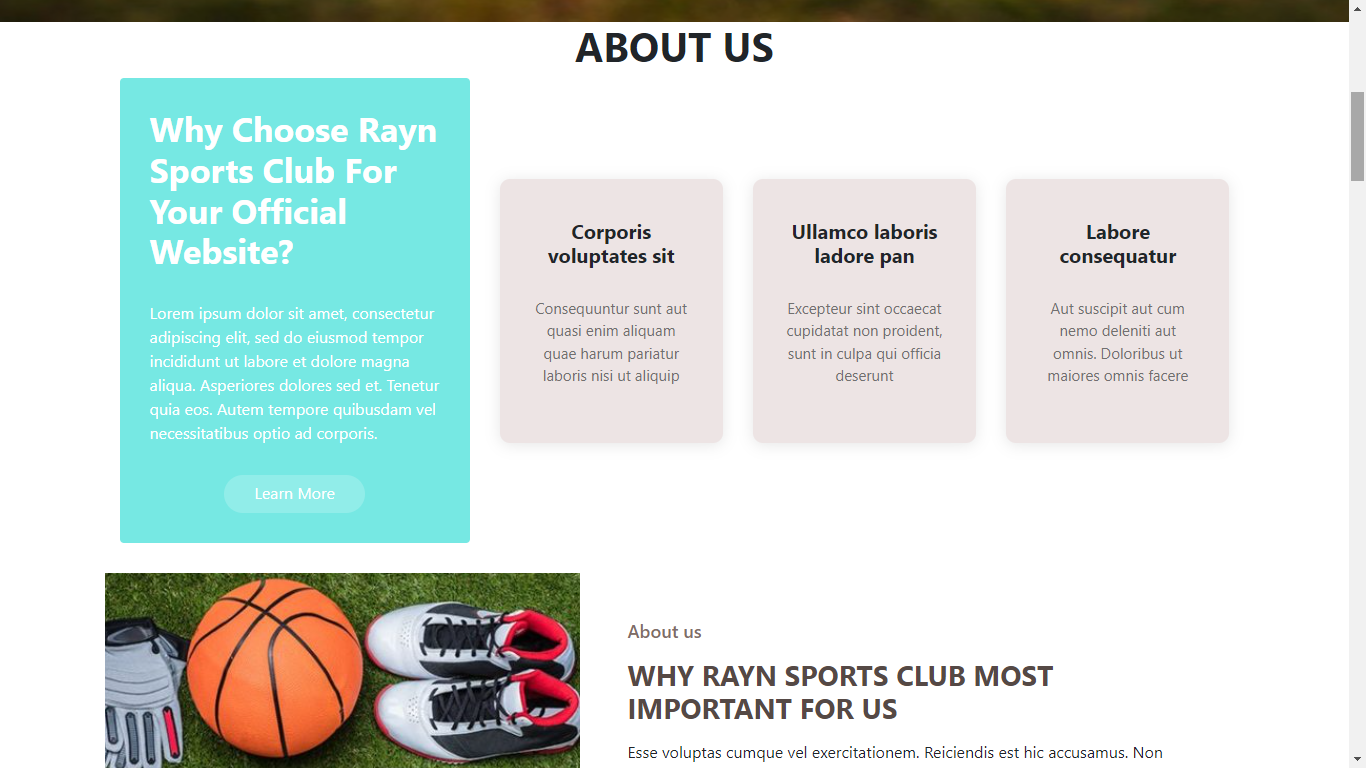 ABOUT US
Why Choose Rayn
Sports Club For
Your Official
Website?
Lorem ipsum dolor sit amet, consectetur
adipiscing elit, sed do eiusmod tempor
incididunt ut labore et dolore magna
aliqua. Asperiores dolores sed et. Tenetur
quia eos. Autem tempore quibusdam vel
necessitatibus optio ad corporis.
Learn More
Corporis
voluptates sit
Consequuntur sunt aut
quasi enim aliquam
quae harum pariatur
laboris nisi ut aliquip
Ullamco laboris
ladore pan
Excepteur sint occaecat
cupidatat non proident,
sunt in culpa qui officia
deserunt
Labore
consequatur
Aut suscipit aut cum
nemo deleniti aut
omnis. Doloribus ut
maiores omnis facere
About us
WHY RAYN SPORTS CLUB MOST
IMPORTANT FOR US
Esse voluptas cumque vel exercitationem. Reiciendis est hic accusamus. Non